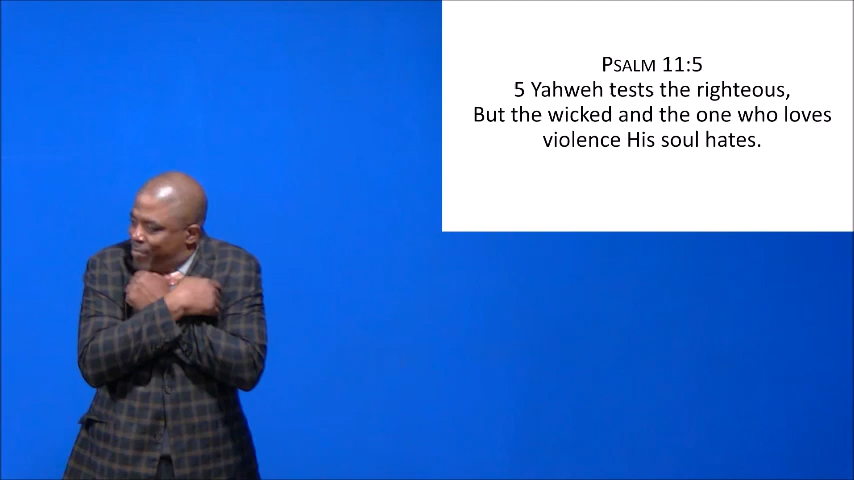 PSALM 11:5
5 Yahweh tests the righteous,
But the wicked and the one who loves
violence His soul hates.